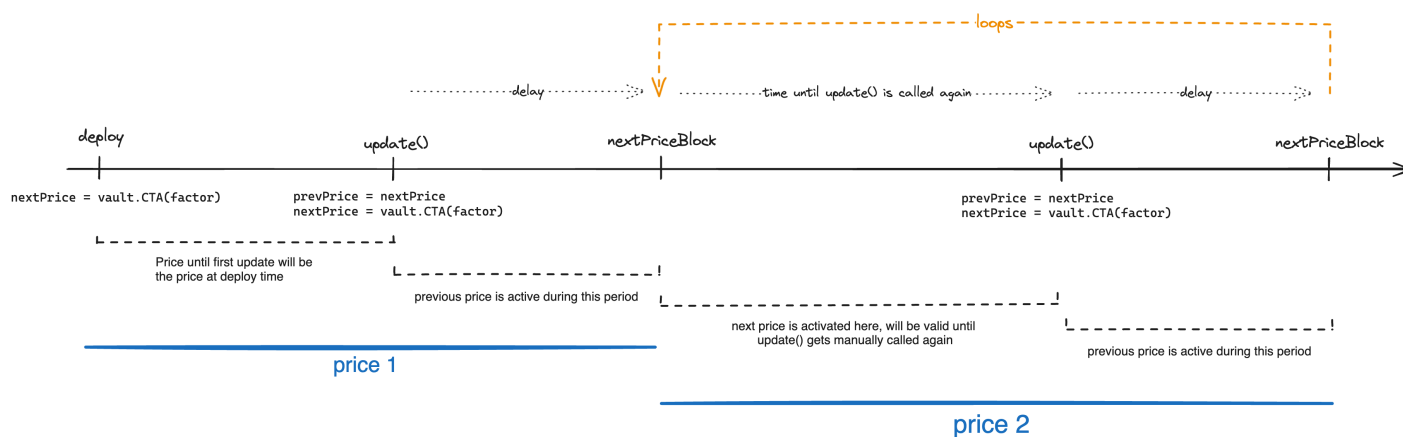 loops
delay
time until update() is called again
delay
deploy
update()
nextPriceBlock
update()
nextPriceBlock
nextPrice = vault.CTA(factor)
prevPrice = nextPrice
nextPrice = vault.CTA(factor)
prevPrice = nextPrice
nextPrice = vault.CTA(factor)
Price until first update will be
the price at deploy time
previous price is active during this period
next price is activated here, will be valid until
update() gets manually called again
previous price is active during this period
price 1
price 2